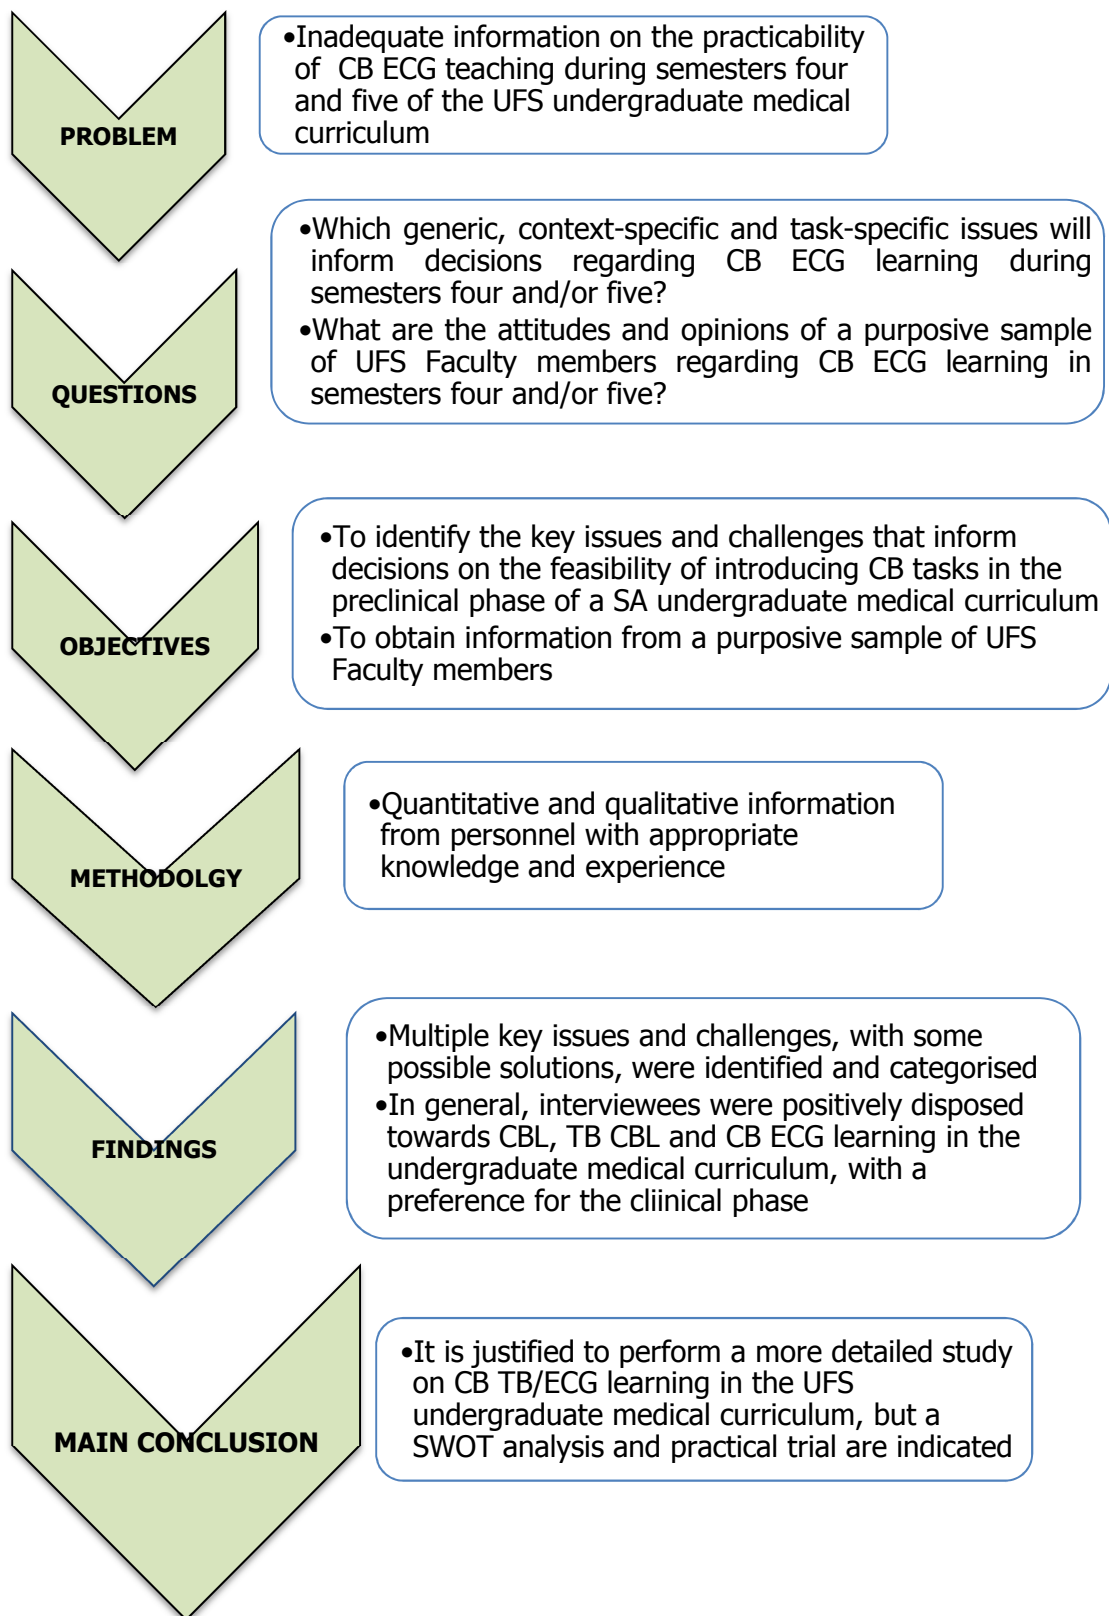 PROBLEM
•Inadequate information on the practicability
of CB ECG teaching during semesters four
and five of the UFS undergraduate medical
curriculum
QUESTIONS
•Which generic, context-specific and task-specific issues will
inform decisions regarding CB ECG learning during
semesters four and/or five?
•What are the attitudes and opinions of a purposive sample
of UFS Faculty members regarding CB ECG learning in
semesters four and/or five?
OBJECTIVES
•To identify the key issues and challenges that inform
decisions on the feasibility of introducing CB tasks in the
preclinical phase of a SA undergraduate medical curriculum
•To obtain information from a purposive sample of UFS
Faculty members
METHODOLGY
•Quantitative and qualitative information
from personnel with appropriate
knowledge and experience
FINDINGS
•Multiple key issues and challenges, with some
possible solutions, were identified and categorised
•In general, interviewees were positively disposed
towards CBL, TB CBL and CB ECG learning in the
undergraduate medical curriculum, with a
preference for the cliinical phase
MAIN CONCLUSION
•It is justified to perform a more detailed study
on CB TB/ECG learning in the UFS
undergraduate medical curriculum, but a
SWOT analysis and practical trial are indicated